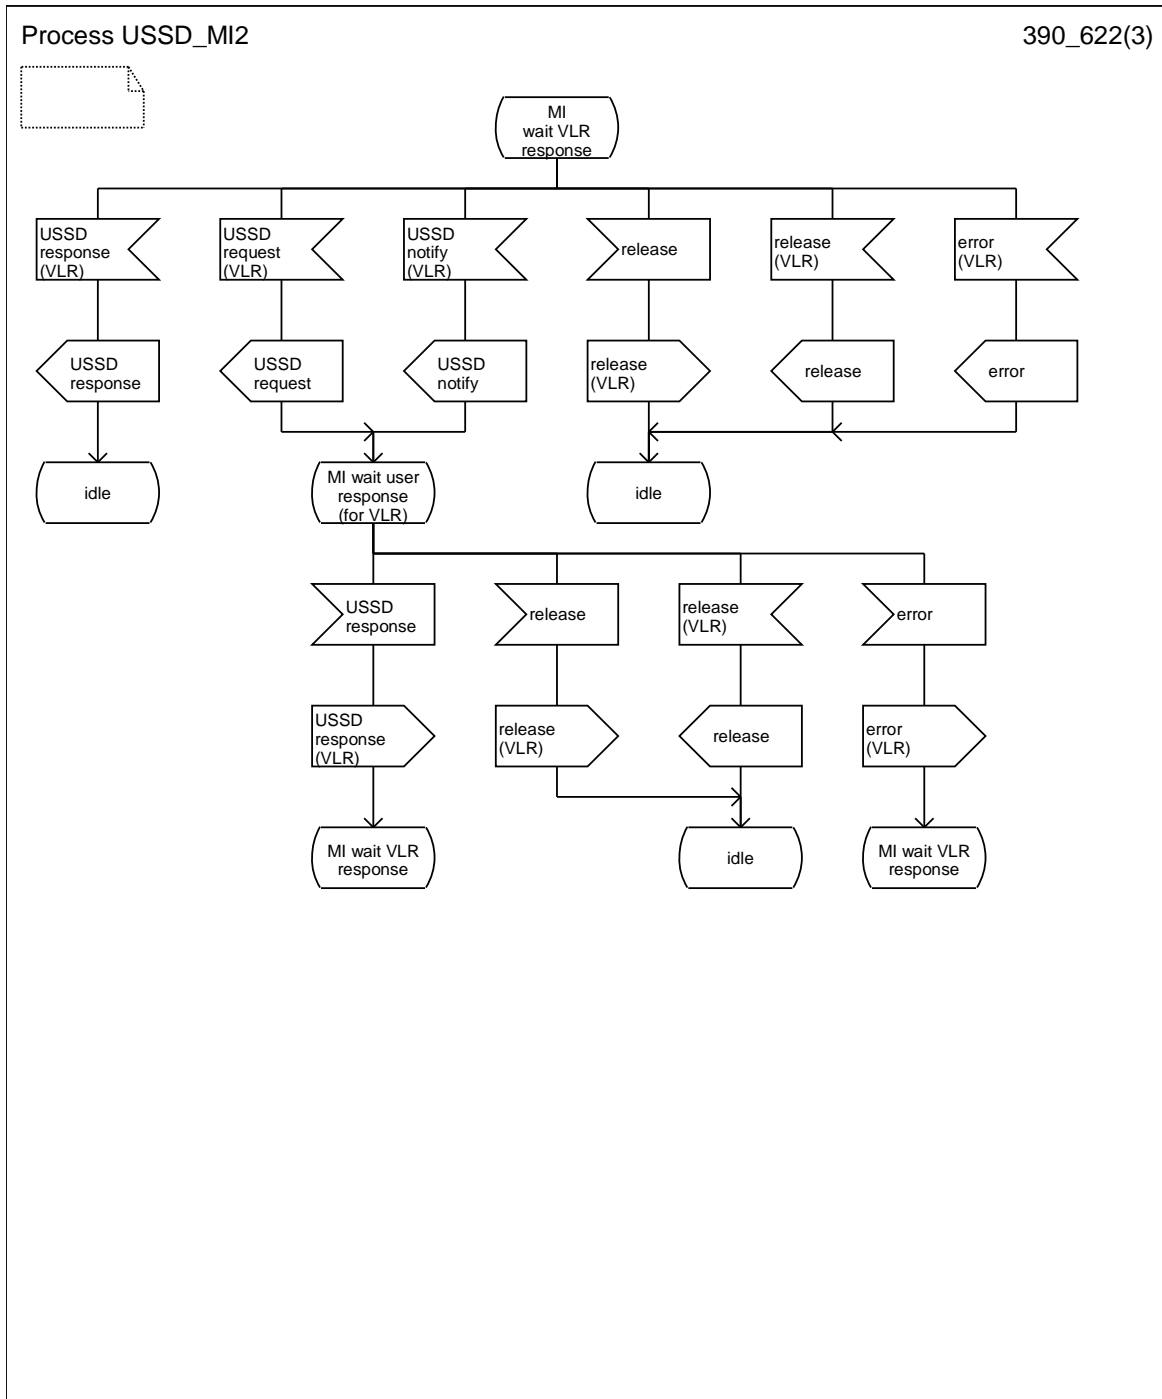 Process USSD_MI2
390_622(3)
MI
wait VLR
response
USSD
response
(VLR)
USSD
request
(VLR)
USSD
notify
(VLR)
release
release
(VLR)
error
(VLR)
USSD
response
USSD
request
USSD
notify
release
(VLR)
release
error
idle
MI wait user
response
(for VLR)
idle
USSD
response
release
release
(VLR)
error
USSD
response
(VLR)
release
(VLR)
release
error
(VLR)
MI wait VLR
response
idle
MI wait VLR
response